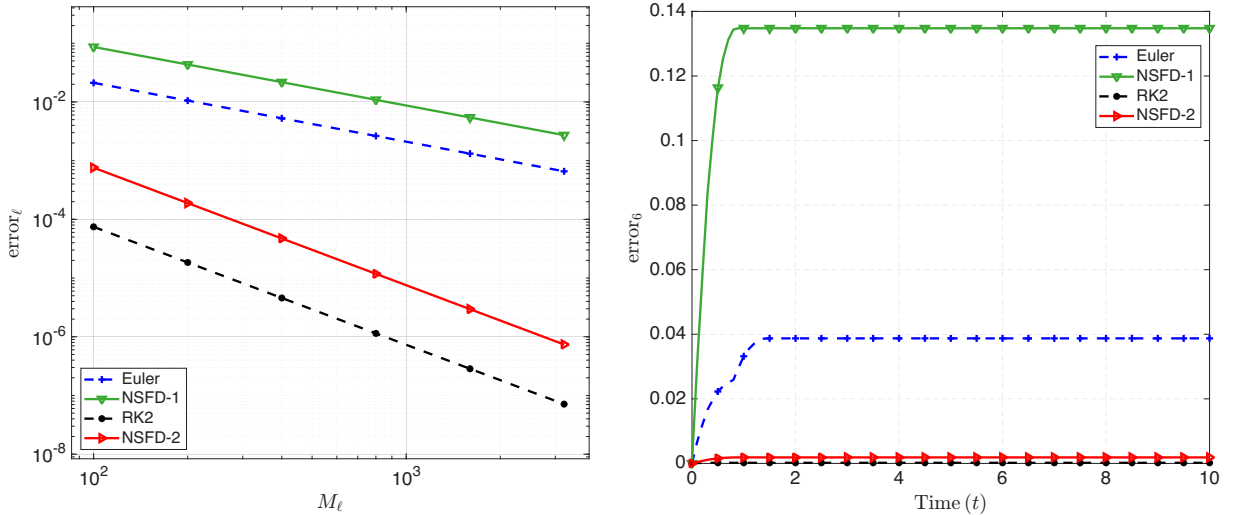 10^{-2}
10^{-4}
10^{-6}
10^{-8}
error_ℓ
10^2
10^3
M_ℓ
Euler
NSFD-1
RK2
NSFD-2
0.14
0.12
0.1
0.08
0.06
0.04
0.02
0
error_6
0
2
4
6
8
10
Time (t)
Euler
NSFD-1
RK2
NSFD-2